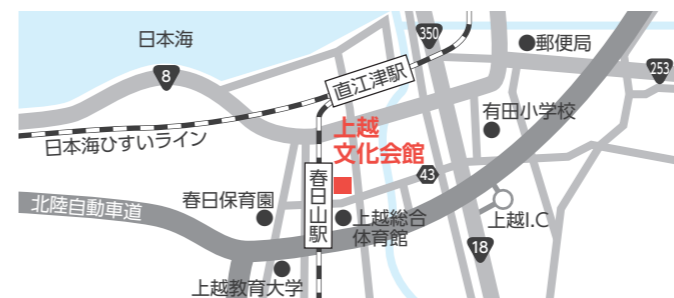 日本海
350
郵便局
8
253
直江津駅
有田小学校
日本海ひすいライン
上越
文化会館
43
春日保育園
春日山駅
北陸自動車道
上越総合
体育館
上越I.C
18
上越教育大学